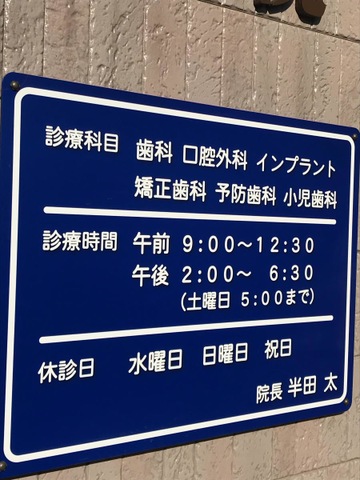 診療科目 歯科 口腔外科 インプラント
矯正歯科 予防歯科 小児歯科
診療時間 午前 9:00～12:30
午後 2:00～ 6:30
(土曜日 5:00まで)
休診日 水曜日 日曜日 祝日
院長 半田 太